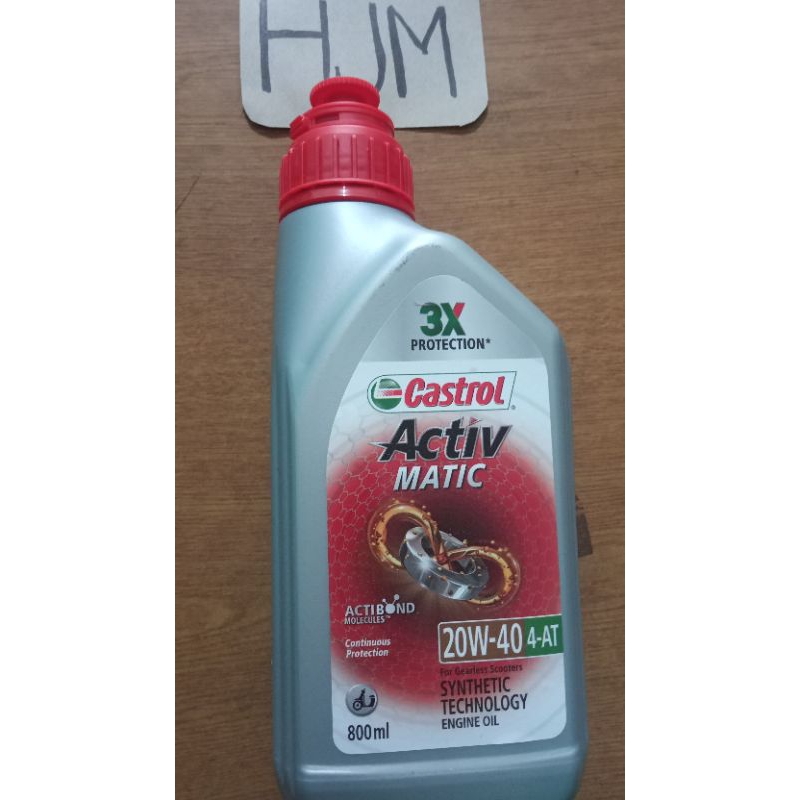 HJM
3X
PROTECTION*
Castrol
Activ
MATIC
ACTIBOND
MOLECULES™
Continuous
Protection
20W-40 4-AT
For Gearless Scooters
SYNTHETIC
TECHNOLOGY
ENGINE OIL
800ml